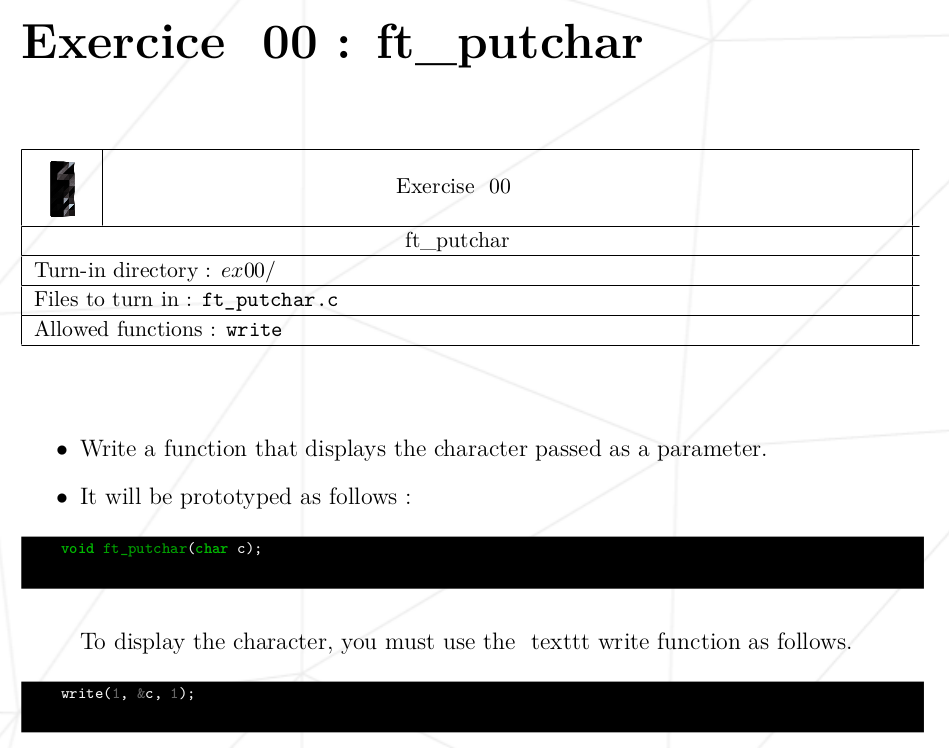 Exercice 00 : ft_putchar
Exercise 00
ft_putchar
Turn-in directory : ex00/
Files to turn in : ft_putchar.c
Allowed functions : write
• Write a function that displays the character passed as a parameter.
• It will be prototyped as follows :
void ft_putchar(char c);
To display the character, you must use the texttt write function as follows.
write(1, &c, 1);